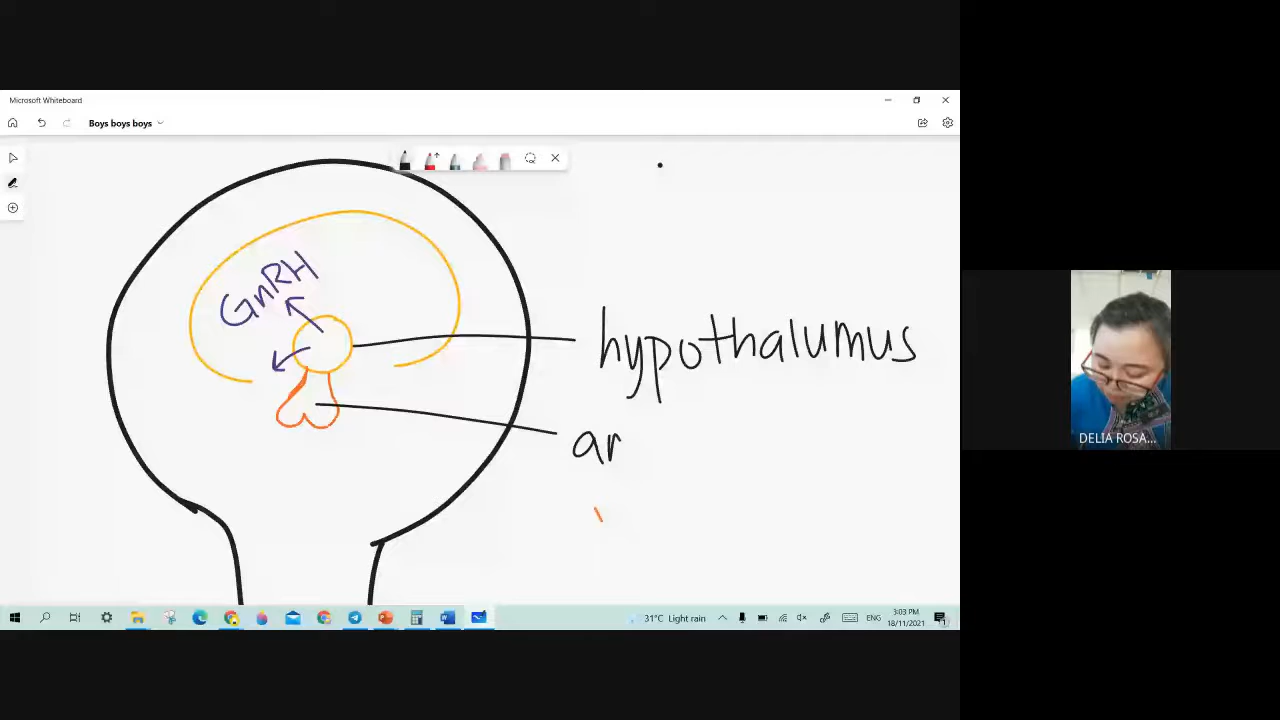 Microsoft Whiteboard
Boys boys boys
GnRH
hypothalumus
an
DELIA ROSA...
31°C Light rain
ENG
3:03 PM
18/11/2021